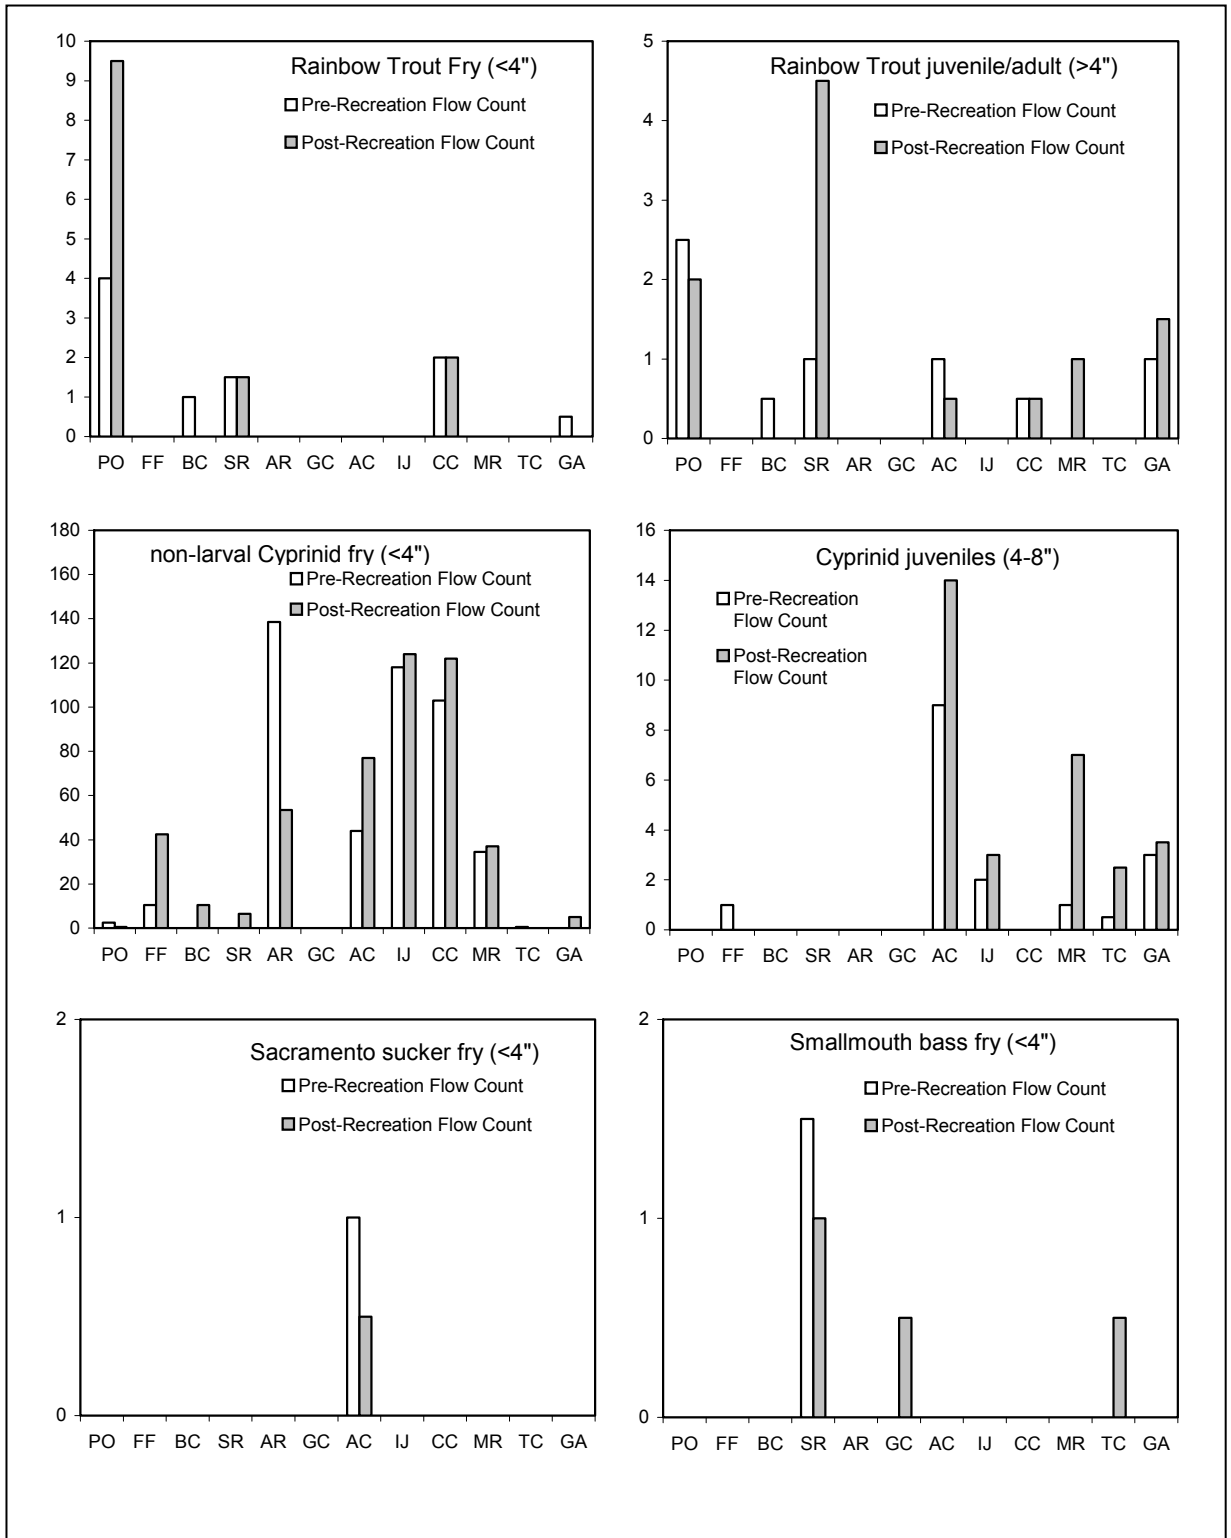 Rainbow Trout Fry (<4")
Pre-Recreation Flow Count
Post-Recreation Flow Count
10
9
8
7
6
5
4
3
2
1
0
PO FF BC SR AR GC AC IJ CC MR TC GA
Rainbow Trout juvenile/adult (>4")
Pre-Recreation Flow Count
Post-Recreation Flow Count
5
4
3
2
1
0
PO FF BC SR AR GC AC IJ CC MR TC GA
non-larval Cyprinid fry (<4")
Pre-Recreation Flow Count
Post-Recreation Flow Count
180
160
140
120
100
80
60
40
20
0
PO FF BC SR AR GC AC IJ CC MR TC GA
Cyprinid juveniles (4-8")
Pre-Recreation
Flow Count
Post-Recreation
Flow Count
16
14
12
10
8
6
4
2
0
PO FF BC SR AR GC AC IJ CC MR TC GA
Sacramento sucker fry (<4")
Pre-Recreation Flow Count
Post-Recreation Flow Count
2
1
0
PO FF BC SR AR GC AC IJ CC MR TC GA
Smallmouth bass fry (<4")
Pre-Recreation Flow Count
Post-Recreation Flow Count
2
1
0
PO FF BC SR AR GC AC IJ CC MR TC GA